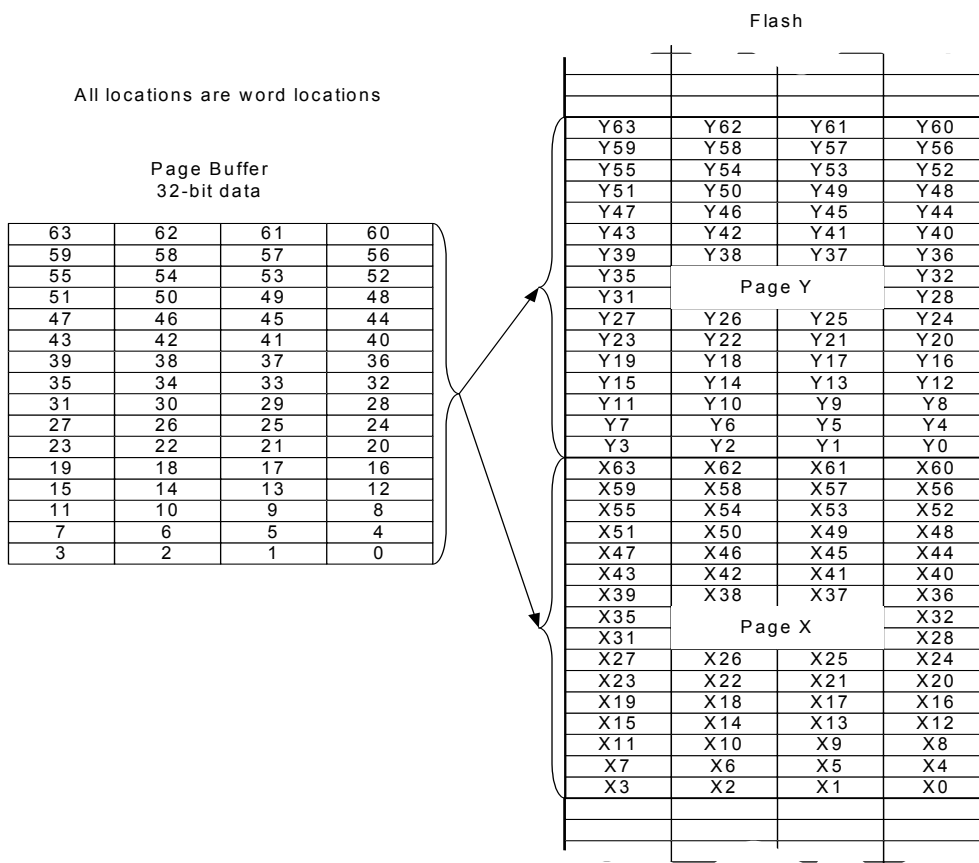 Flash
All locations are word locations
Page Buffer
32-bit data
63 62 61 60
59 58 57 56
55 54 53 52
51 50 49 48
47 46 45 44
43 42 41 40
39 38 37 36
35 34 33 32
31 30 29 28
27 26 25 24
23 22 21 20
19 18 17 16
15 14 13 12
11 10 9 8
7 6 5 4
3 2 1 0
Y63 Y62 Y61 Y60
Y59 Y58 Y57 Y56
Y55 Y54 Y53 Y52
Y51 Y50 Y49 Y48
Y47 Y46 Y45 Y44
Y43 Y42 Y41 Y40
Y39 Y38 Y37 Y36
Y35 Y32
Page Y
Y31 Y28
Y27 Y26 Y25 Y24
Y23 Y22 Y21 Y20
Y19 Y18 Y17 Y16
Y15 Y14 Y13 Y12
Y11 Y10 Y9 Y8
Y7 Y6 Y5 Y4
Y3 Y2 Y1 Y0
X63 X62 X61 X60
X59 X58 X57 X56
X55 X54 X53 X52
X51 X50 X49 X48
X47 X46 X45 X44
X43 X42 X41 X40
X39 X38 X37 X36
X35 X32
Page X
X31 X28
X27 X26 X25 X24
X23 X22 X21 X20
X19 X18 X17 X16
X15 X14 X13 X12
X11 X10 X9 X8
X7 X6 X5 X4
X3 X2 X1 X0